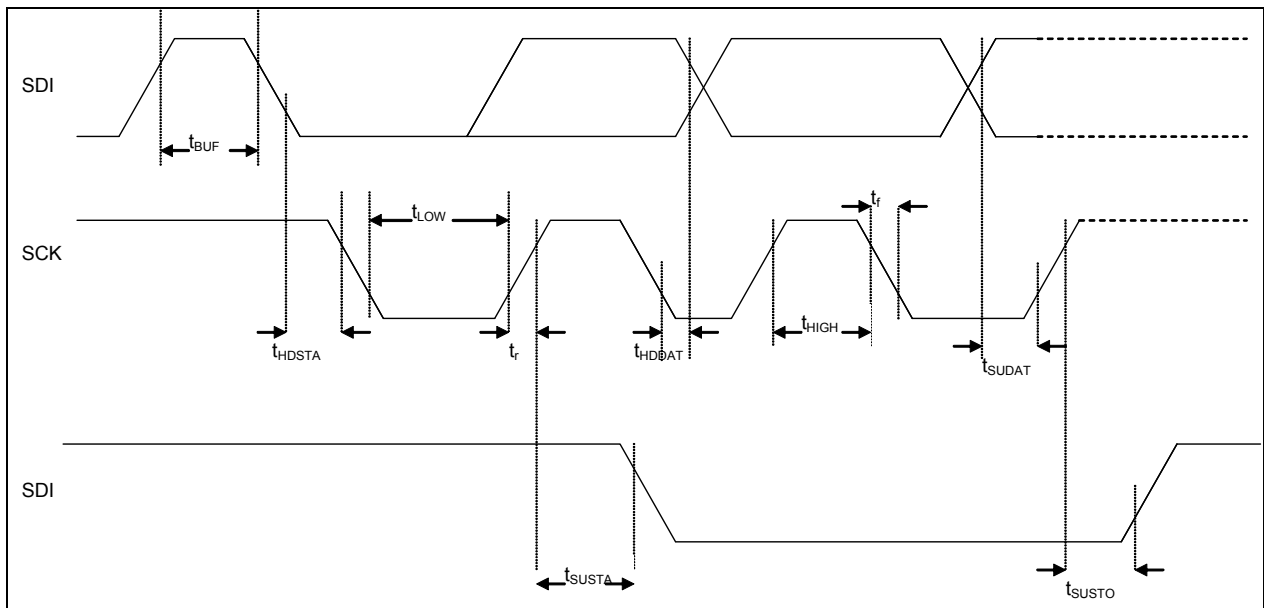 SDI
tBUF
tLOW
tf
SCK
tHDSTA
tr
tHDDAT
tHIGH
tSUDAT
SDI
tSUSTA
tSUSTO